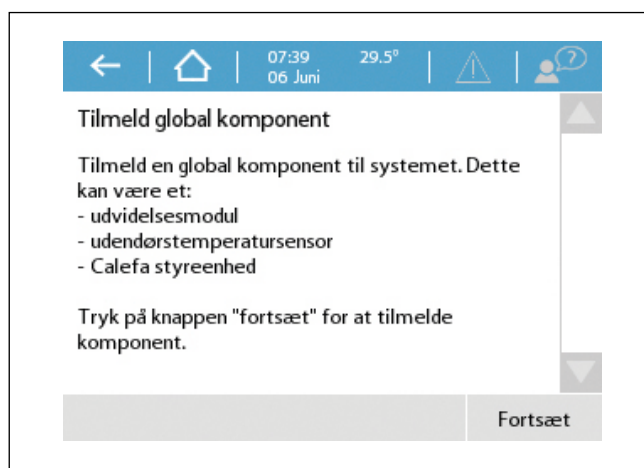 07:39 29.5°
06 Juni
?
Tilmeld global komponent
Tilmeld en global komponent til systemet. Dette
kan være et:
- udvidelsesmodul
- udendørstemperatursensor
- Calefa styreenhed
Tryk på knappen "fortsæt" for at tilmelde
komponent.
Fortsæt